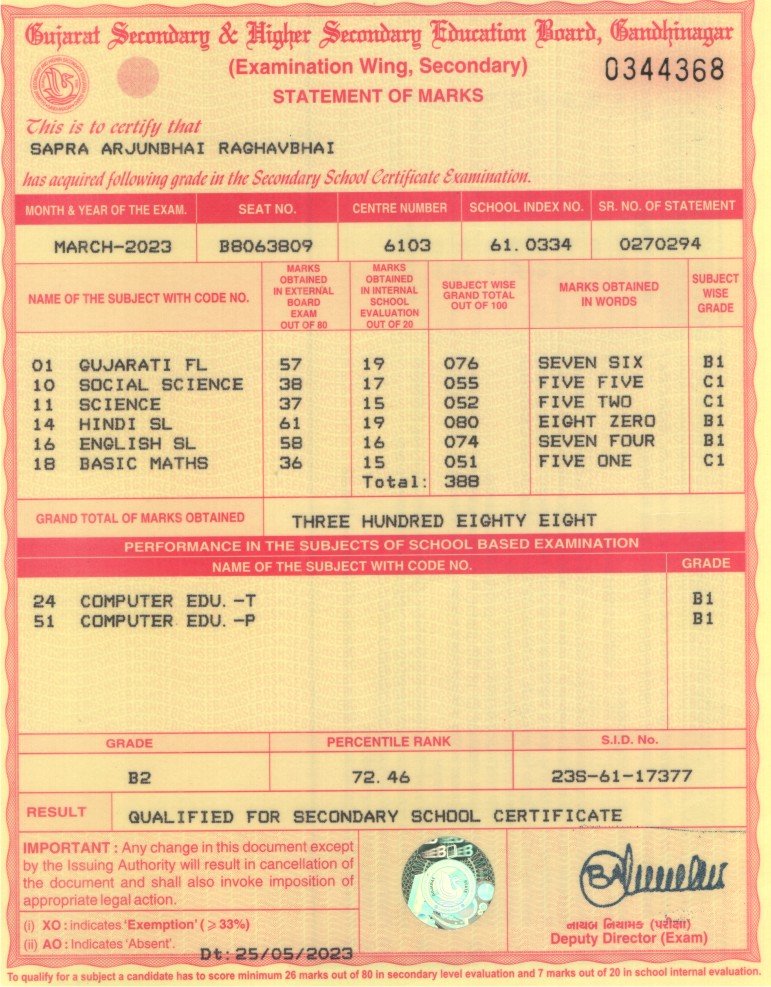 Gujarat Secondary & Higher Secondary Education Board, Gandhinagar
(Examination Wing, Secondary)
0344368
STATEMENT OF MARKS
This is to certify that
SAPRA ARJUNBHAI RAGHAVBHAI
has acquired following grade in the Secondary School Certificate Examination.
MONTH & YEAR OF THE EXAM. SEAT NO. CENTRE NUMBER SCHOOL INDEX NO. SR. NO. OF STATEMENT
MARCH-2023 B8063809 6103 61.0334 0270294
NAME OF THE SUBJECT WITH CODE NO. MARKS OBTAINED IN EXTERNAL BOARD EXAM OUT OF 80 MARKS OBTAINED IN INTERNAL SCHOOL EVALUATION OUT OF 20 SUBJECT WISE GRAND TOTAL OUT OF 100 MARKS OBTAINED IN WORDS SUBJECT WISE GRADE
01 GUJARATI FL 57 19 076 SEVEN SIX B1
10 SOCIAL SCIENCE 38 17 055 FIVE FIVE C1
11 SCIENCE 37 15 052 FIVE TWO C1
14 HINDI SL 61 19 080 EIGHT ZERO B1
16 ENGLISH SL 58 16 074 SEVEN FOUR B1
18 BASIC MATHS 36 15 051 FIVE ONE C1
Total: 388
GRAND TOTAL OF MARKS OBTAINED THREE HUNDRED EIGHTY EIGHT
PERFORMANCE IN THE SUBJECTS OF SCHOOL BASED EXAMINATION
NAME OF THE SUBJECT WITH CODE NO. GRADE
24 COMPUTER EDU. -T B1
51 COMPUTER EDU. -P B1
GRADE PERCENTILE RANK S.I.D. No.
B2 72.46 23S-61-17377
RESULT QUALIFIED FOR SECONDARY SCHOOL CERTIFICATE
IMPORTANT : Any change in this document except
by the Issuing Authority will result in cancellation of
the document and shall also invoke imposition of
appropriate legal action.
(i) XO : indicates 'Exemption' ( ⩾ 33%)
(ii) AO : Indicates 'Absent'.
Dt: 25/05/2023
નાયબ નિયામક (પરીક્ષા)
Deputy Director (Exam)
To qualify for a subject a candidate has to score minimum 26 marks out of 80 in secondary level evaluation and 7 marks out of 20 in school internal evaluation.